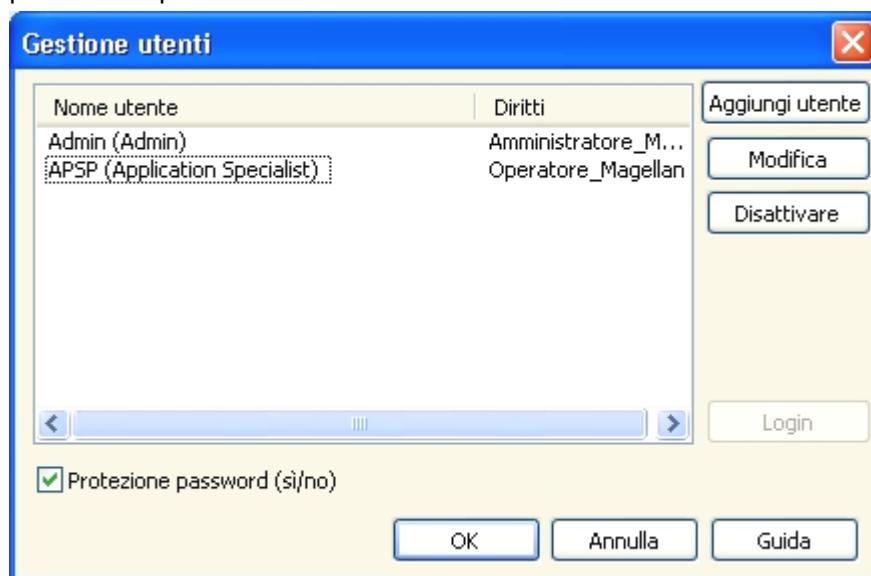 Gestione utenti
Nome utente Diritti
Admin (Admin) Amministratore_M...
APSP (Application Specialist) Operatore_Magellan
Aggiungi utente
Modifica
Disattivare
Login
Protezione password (sì/no)
OK Annulla Guida